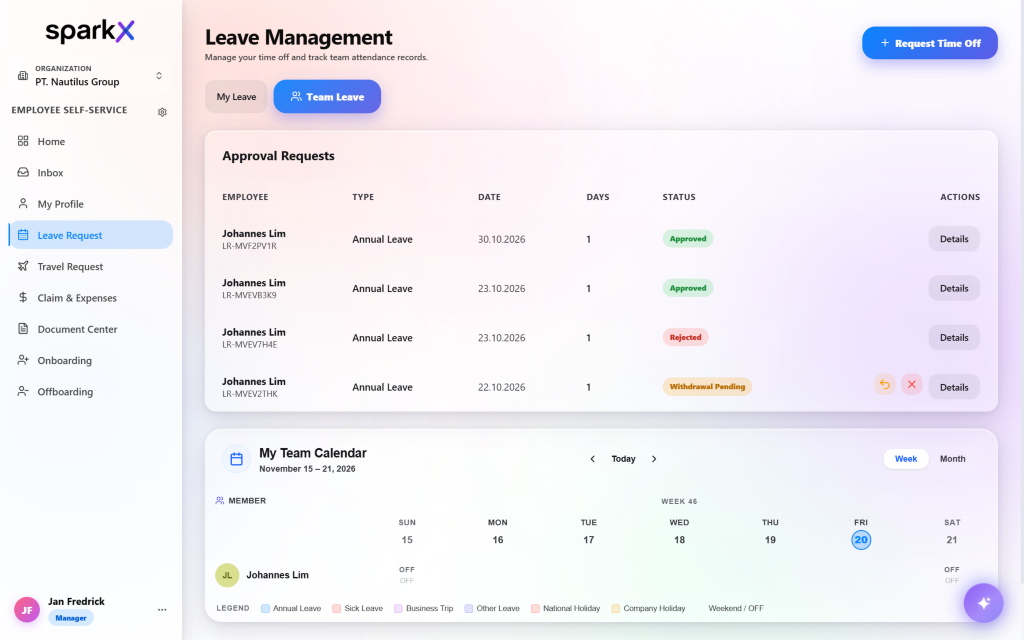 sparkX
ORGANIZATION
PT. Nautilus Group
EMPLOYEE SELF-SERVICE
Home
Inbox
My Profile
Leave Request
Travel Request
Claim & Expenses
Document Center
Onboarding
Offboarding
JF
Jan Fredrick
Manager
Leave Management
Manage your time off and track team attendance records.
Request Time Off
My Leave
Team Leave
Approval Requests
EMPLOYEE TYPE DATE DAYS STATUS ACTIONS
Johannes Lim
LR-MVF2PV1R
Annual Leave 30.10.2026 1 Approved Details
Johannes Lim
LR-MVEVB3K9
Annual Leave 23.10.2026 1 Approved Details
Johannes Lim
LR-MVEV7H4E
Annual Leave 23.10.2026 1 Rejected Details
Johannes Lim
LR-MVEV2THK
Annual Leave 22.10.2026 1 Withdrawal Pending Details
My Team Calendar
November 15 – 21, 2026
Today
Week Month
MEMBER
WEEK 46
SUN MON TUE WED THU FRI SAT
15 16 17 18 19 20 21
JL Johannes Lim
OFF OFF
OFF OFF
LEGEND Annual Leave Sick Leave Business Trip Other Leave National Holiday Company Holiday Weekend / OFF